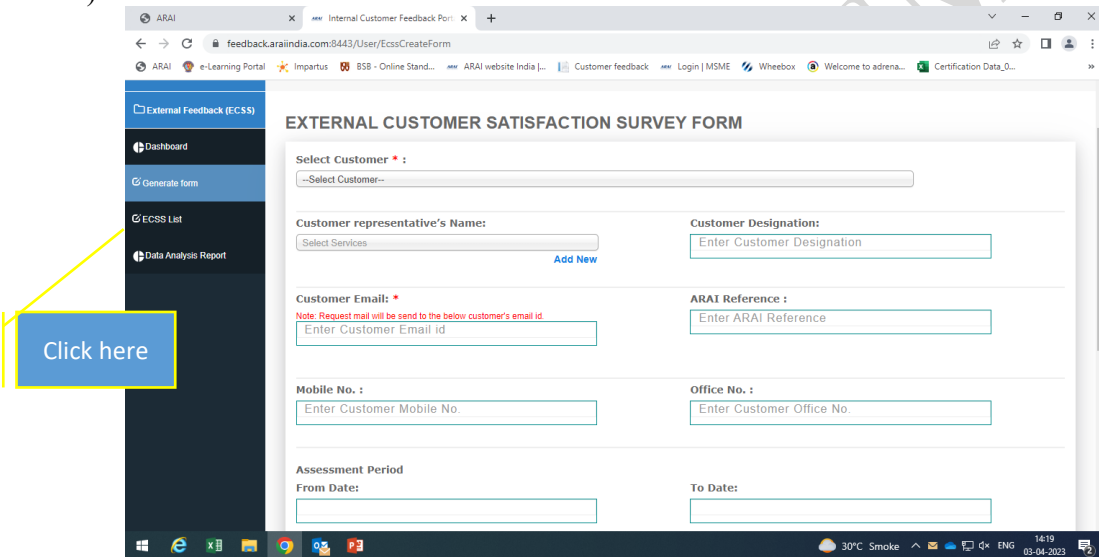 ARAI
Internal Customer Feedback Port
feedback.araiindia.com:8443/User/EcssCreateForm
ARAI e-Learning Portal Impartus BSB - Online Stand... ARAI website India |... Customer feedback Login | MSME Wheebox Welcome to adrena... Certification Data_0... »
External Feedback (ECSS)
Dashboard
Generate form
ECSS List
Data Analysis Report
Click here
EXTERNAL CUSTOMER SATISFACTION SURVEY FORM
Select Customer * :
--Select Customer--
Customer representative's Name:
Select Services
Add New
Customer Designation:
Enter Customer Designation
Customer Email: *
Note: Request mail will be send to the below customer's email id.
Enter Customer Email id
ARAI Reference :
Enter ARAI Reference
Mobile No. :
Enter Customer Mobile No.
Office No. :
Enter Customer Office No.
Assessment Period
From Date:
To Date:
30°C Smoke ENG 14:19
03-04-2023
2